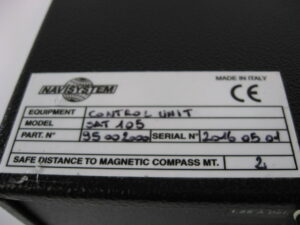 NAVISYSTEM
MADE IN ITALY
CE
EQUIPMENT CONTROL UNIT
MODEL SAT 105
PART. N° 95002000 SERIAL N° 2016 05 01
SAFE DISTANCE TO MAGNETIC COMPASS MT. 2